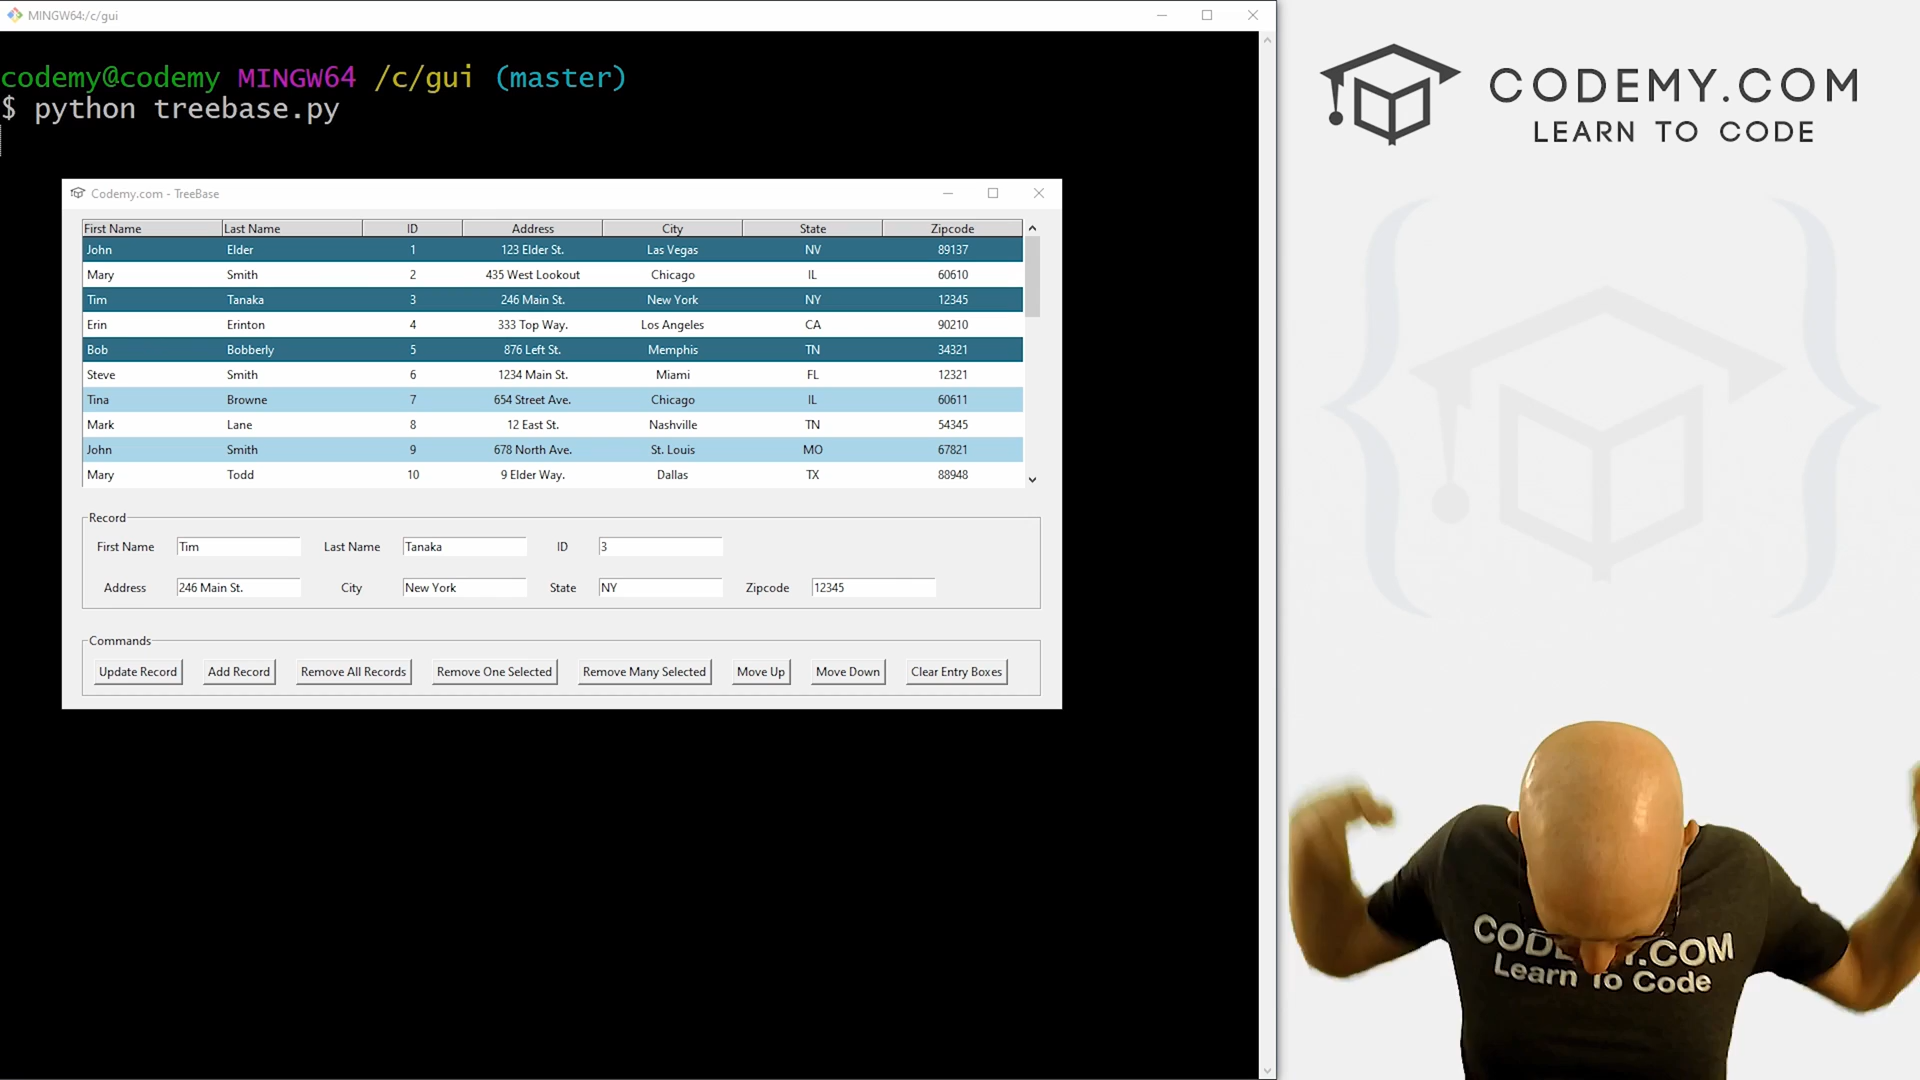 MINGW64:/c/gui
codemy@codemy MINGW64 /c/gui (master)
$ python treebase.py
Codemy.com - TreeBase
First Name Last Name ID Address City State Zipcode
John Elder 1 123 Elder St. Las Vegas NV 89137
Mary Smith 2 435 West Lookout Chicago IL 60610
Tim Tanaka 3 246 Main St. New York NY 12345
Erin Erinton 4 333 Top Way. Los Angeles CA 90210
Bob Bobberly 5 876 Left St. Memphis TN 34321
Steve Smith 6 1234 Main St. Miami FL 12321
Tina Browne 7 654 Street Ave. Chicago IL 60611
Mark Lane 8 12 East St. Nashville TN 54345
John Smith 9 678 North Ave. St. Louis MO 67821
Mary Todd 10 9 Elder Way. Dallas TX 88948
Record
First Name Tim Last Name Tanaka ID 3
Address 246 Main St. City New York State NY Zipcode 12345
Commands
Update Record Add Record Remove All Records Remove One Selected Remove Many Selected Move Up Move Down Clear Entry Boxes
CODEMY.COM
LEARN TO CODE
.COM
Learn To Code